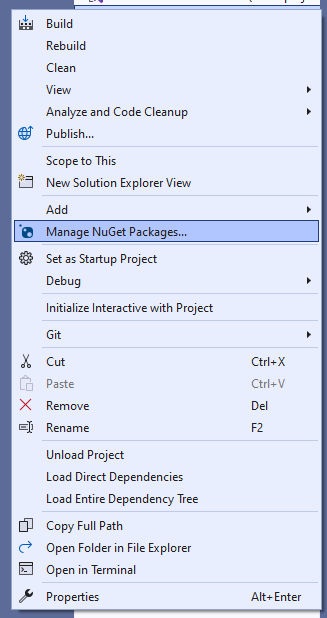 Build
Rebuild
Clean
View
Analyze and Code Cleanup
Publish...
Scope to This
New Solution Explorer View
Add
Manage NuGet Packages...
Set as Startup Project
Debug
Initialize Interactive with Project
Git
Cut Ctrl+X
Paste Ctrl+V
Remove Del
Rename F2
Unload Project
Load Direct Dependencies
Load Entire Dependency Tree
Copy Full Path
Open Folder in File Explorer
Open in Terminal
Properties Alt+Enter